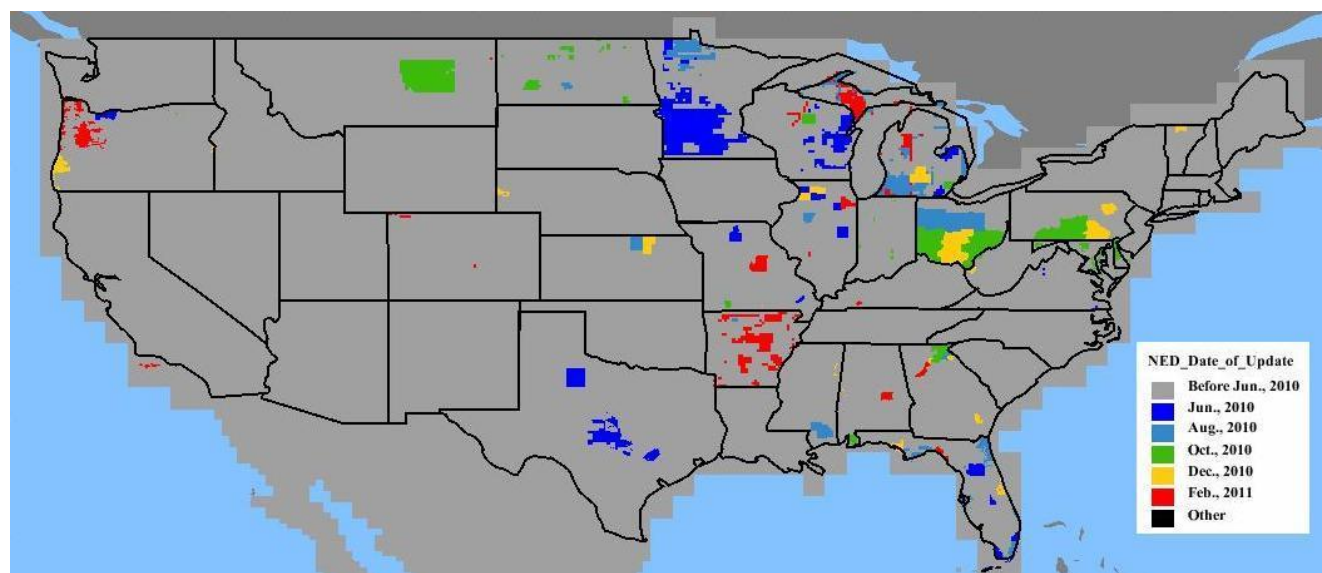 NED_Date_of_Update
Before Jun., 2010
Jun., 2010
Aug., 2010
Oct., 2010
Dec., 2010
Feb., 2011
Other